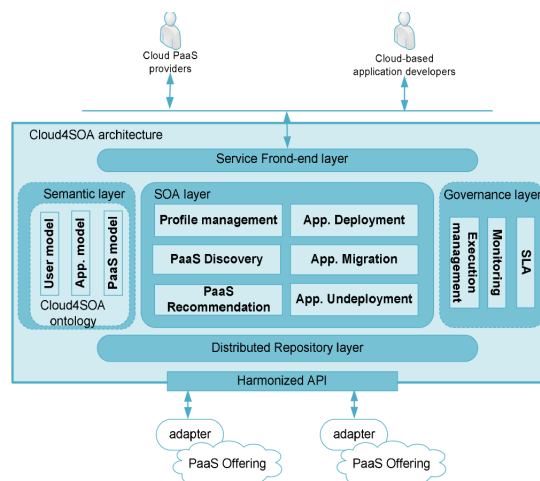 Cloud PaaS
providers
Cloud-based
application developers
Cloud4SOA architecture
Service Frond-end layer
Semantic layer
User model
App. model
PaaS model
Cloud4SOA
ontology
SOA layer
Profile management
App. Deployment
PaaS Discovery
App. Migration
PaaS
Recommendation
App. Undeployment
Governance layer
Execution
management
Monitoring
SLA
Distributed Repository layer
Harmonized API
adapter
PaaS Offering
adapter
PaaS Offering